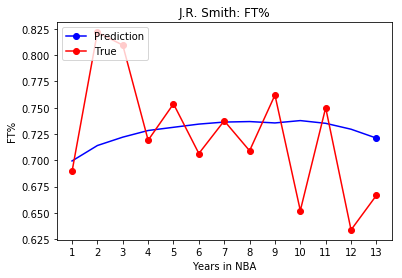 J.R. Smith: FT%
Prediction
True
0.825
0.800
0.775
0.750
0.725
0.700
0.675
0.650
0.625
FT%
1 2 3 4 5 6 7 8 9 10 11 12 13
Years in NBA